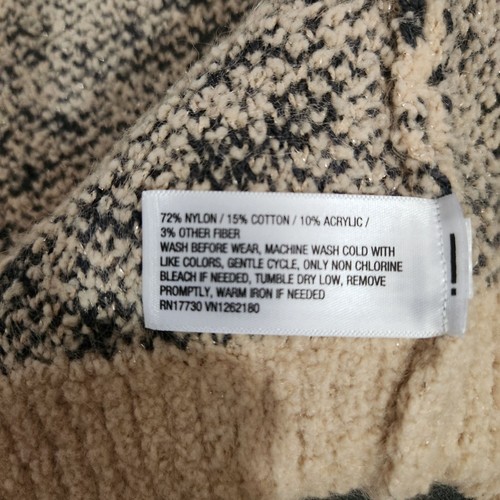 72% NYLON / 15% COTTON / 10% ACRYLIC /
3% OTHER FIBER
WASH BEFORE WEAR, MACHINE WASH COLD WITH
LIKE COLORS, GENTLE CYCLE, ONLY NON CHLORINE
BLEACH IF NEEDED, TUMBLE DRY LOW, REMOVE
PROMPTLY, WARM IRON IF NEEDED
RN17730 VN1262180